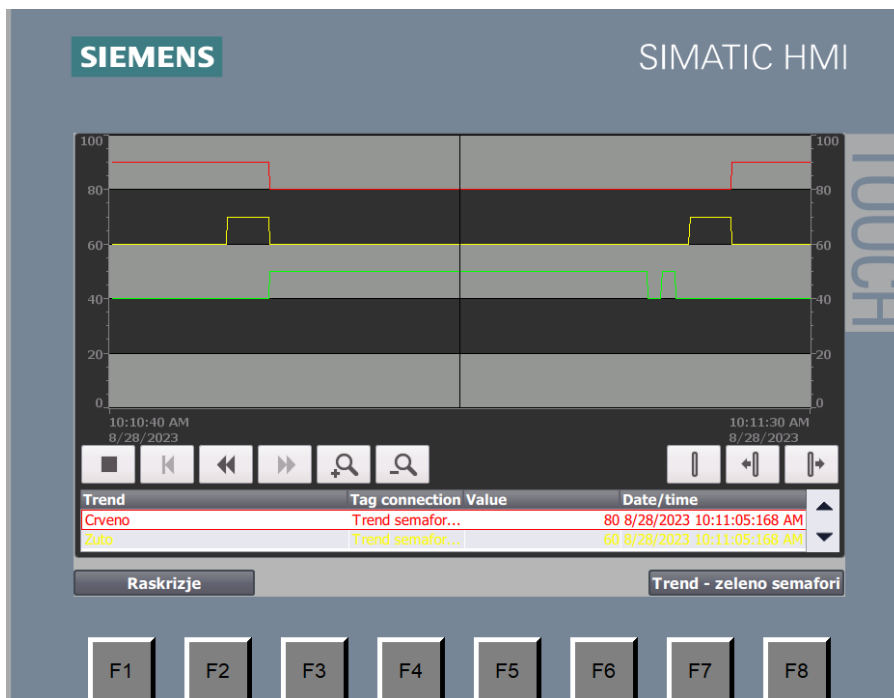 SIEMENS
SIMATIC HMI
TOUCH
100
100
80
80
60
60
40
40
20
20
0
0
10:10:40 AM
10:11:30 AM
8/28/2023
8/28/2023
+
-
Trend Tag connection Value Date/time
Crveno Trend semafor... 80 8/28/2023 10:11:05:168 AM
Zuto Trend semafor... 60 8/28/2023 10:11:05:168 AM
Raskrizje
Trend - zeleno semafori
F1 F2 F3 F4 F5 F6 F7 F8